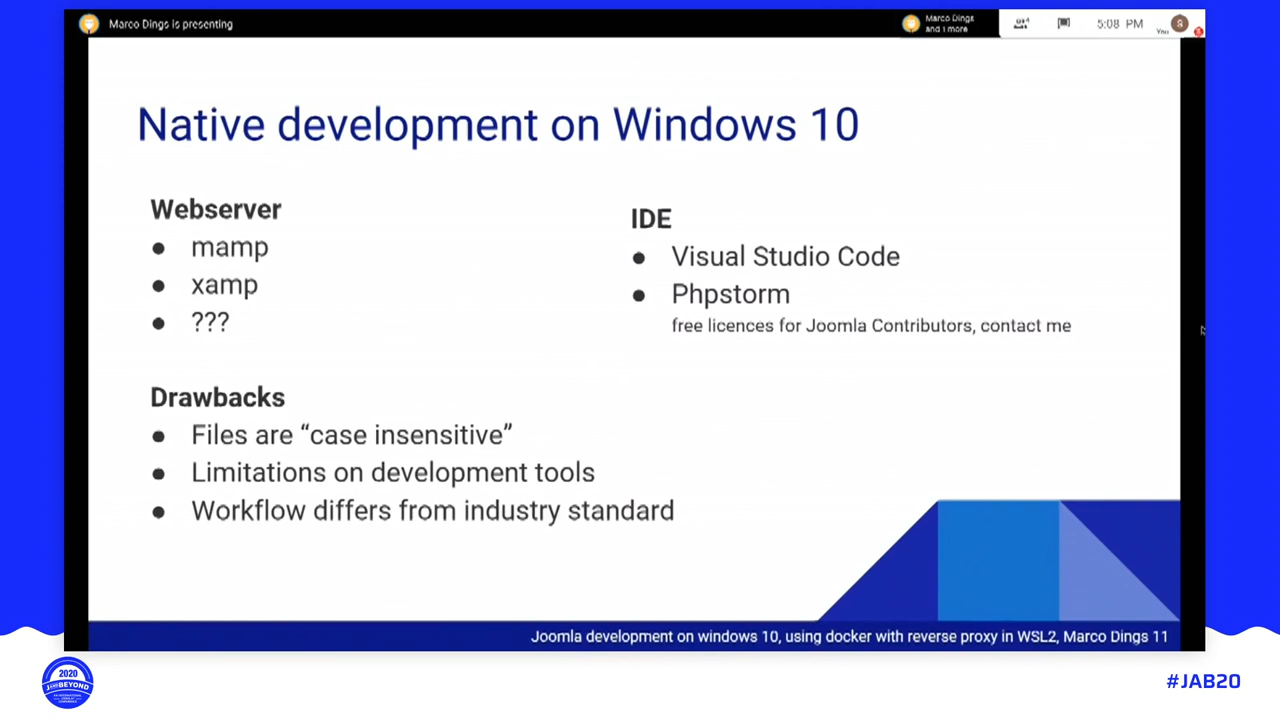 Marco Dings is presenting
Marco Dings
and 1 more
5:08 PM
You
S
Native development on Windows 10
Webserver
● mamp
● xamp
● ???
IDE
● Visual Studio Code
● Phpstorm
free licences for Joomla Contributors, contact me
Drawbacks
● Files are “case insensitive”
● Limitations on development tools
● Workflow differs from industry standard
Joomla development on windows 10, using docker with reverse proxy in WSL2, Marco Dings 11
2020
BEYOND
#JAB20